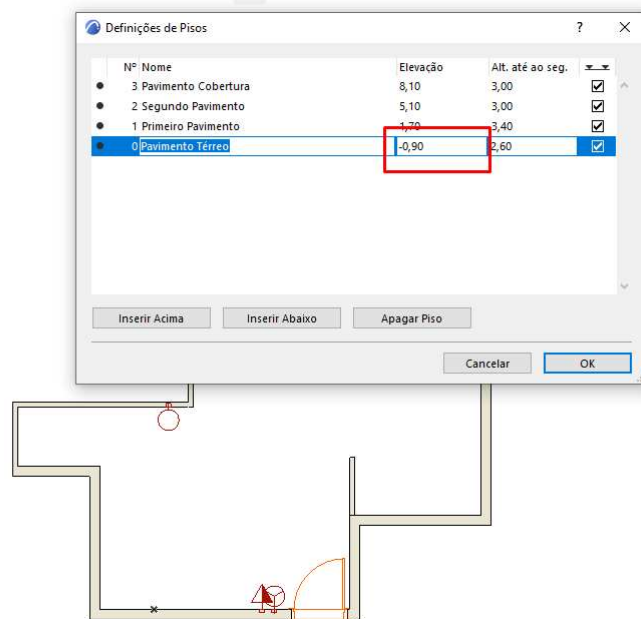 Definições de Pisos ? X
Nº Nome Elevação Alt. até ao seg.
3 Pavimento Cobertura 8,10 3,00
2 Segundo Pavimento 5,10 3,00
1 Primeiro Pavimento 1,70 3,40
0 Pavimento Térreo -0,90 2,60
Inserir Acima Inserir Abaixo Apagar Piso
Cancelar OK